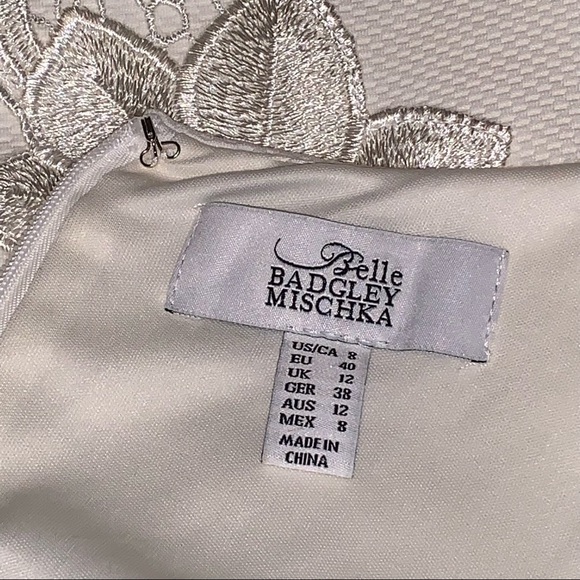 Belle
BADGLEY
MISCHKA
US/CA 8
EU 40
UK 12
GER 38
AUS 12
MEX 8
MADE IN
CHINA